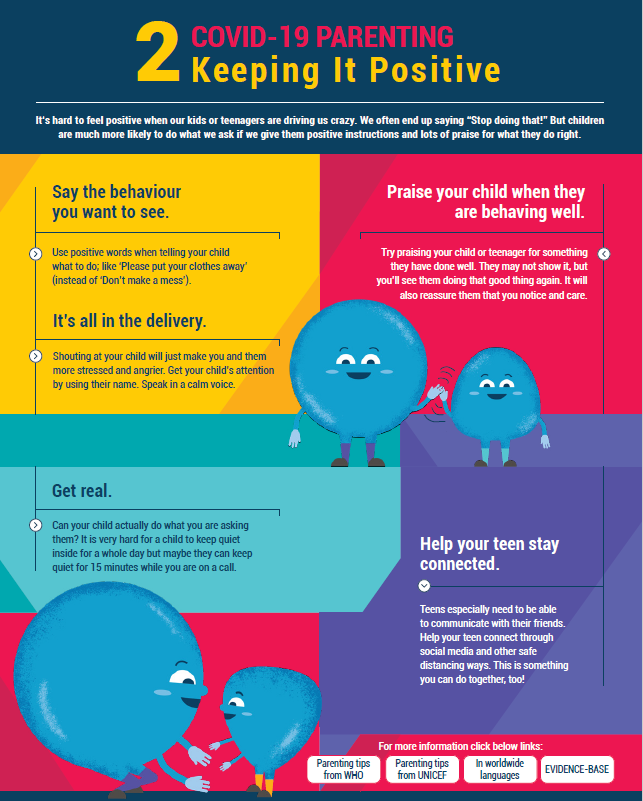 2 COVID-19 PARENTING
Keeping It Positive
It's hard to feel positive when our kids or teenagers are driving us crazy. We often end up saying “Stop doing that!” But children
are much more likely to do what we ask if we give them positive instructions and lots of praise for what they do right.
Say the behaviour
you want to see.
Use positive words when telling your child
what to do; like ‘Please put your clothes away’
(instead of ‘Don't make a mess’).
It's all in the delivery.
Shouting at your child will just make you and them
more stressed and angrier. Get your child's attention
by using their name. Speak in a calm voice.
Praise your child when they
are behaving well.
Try praising your child or teenager for something
they have done well. They may not show it, but
you'll see them doing that good thing again. It will
also reassure them that you notice and care.
Get real.
Can your child actually do what you are asking
them? It is very hard for a child to keep quiet
inside for a whole day but maybe they can keep
quiet for 15 minutes while you are on a call.
Help your teen stay
connected.
Teens especially need to be able
to communicate with their friends.
Help your teen connect through
social media and other safe
distancing ways. This is something
you can do together, too!
For more information click below links:
Parenting tips
from WHO
Parenting tips
from UNICEF
In worldwide
languages
EVIDENCE-BASE